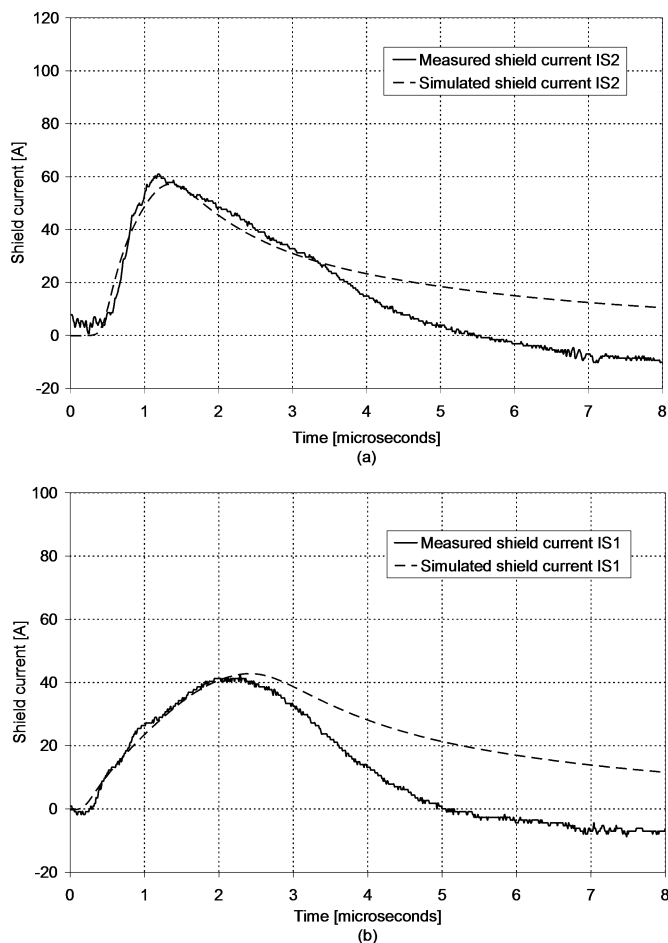 120
100
80
60
40
20
0
-20
Shield current [A]
Measured shield current IS2
Simulated shield current IS2
0 1 2 3 4 5 6 7 8
Time [microseconds]
(a)
100
80
60
40
20
0
-20
Shield current [A]
Measured shield current IS1
Simulated shield current IS1
0 1 2 3 4 5 6 7 8
Time [microseconds]
(b)